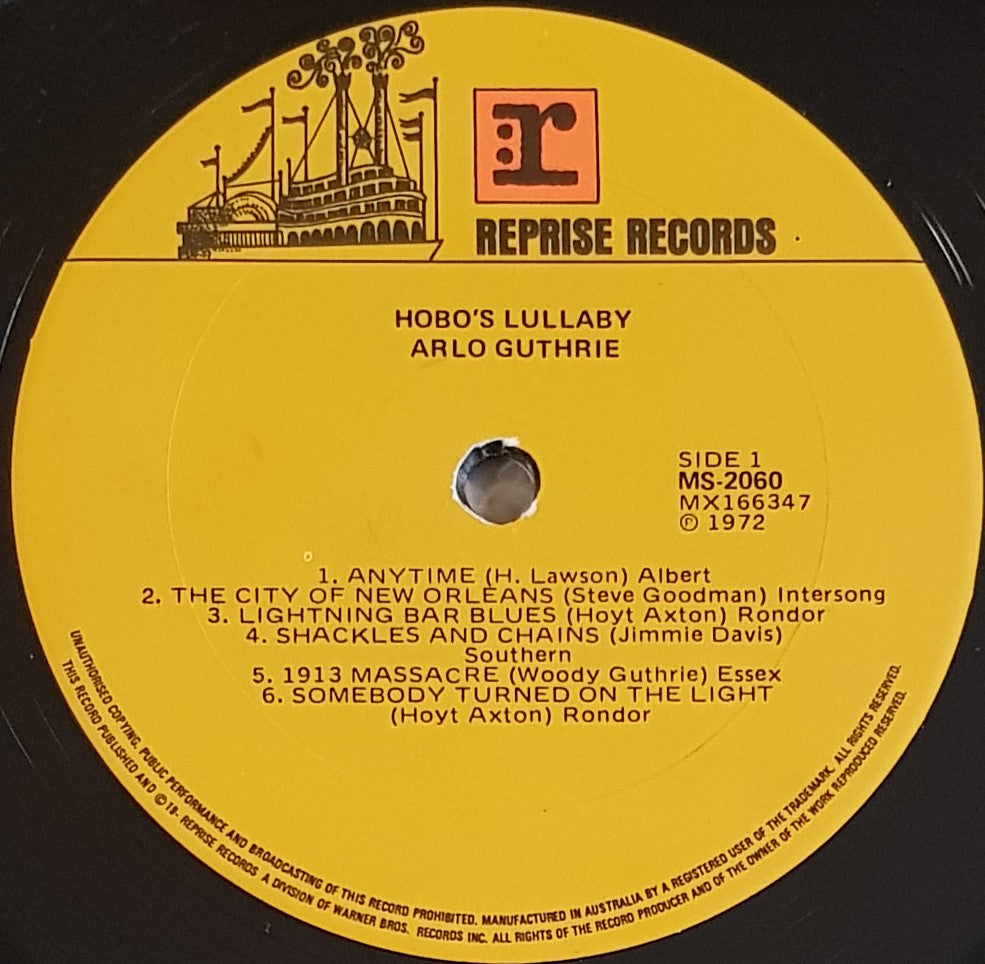 r
REPRISE RECORDS
HOBO'S LULLABY
ARLO GUTHRIE
SIDE 1
MS-2060
MX166347
℗ 1972
1. ANYTIME (H. Lawson) Albert
2. THE CITY OF NEW ORLEANS (Steve Goodman) Intersong
3. LIGHTNING BAR BLUES (Hoyt Axton) Rondor
4. SHACKLES AND CHAINS (Jimmie Davis)
Southern
5. 1913 MASSACRE (Woody Guthrie) Essex
6. SOMEBODY TURNED ON THE LIGHT
(Hoyt Axton) Rondor
UNAUTHORISED COPYING, PUBLIC PERFORMANCE AND BROADCASTING OF THIS RECORD PROHIBITED. MANUFACTURED IN AUSTRALIA BY A REGISTERED USER OF THE TRADEMARK. ALL RIGHTS RESERVED.
THIS RECORD PUBLISHED AND © 19- REPRISE RECORDS A DIVISION OF WARNER BROS. RECORDS INC. ALL RIGHTS OF THE RECORD PRODUCER AND OF THE OWNER OF THE WORK REPRODUCED RESERVED.